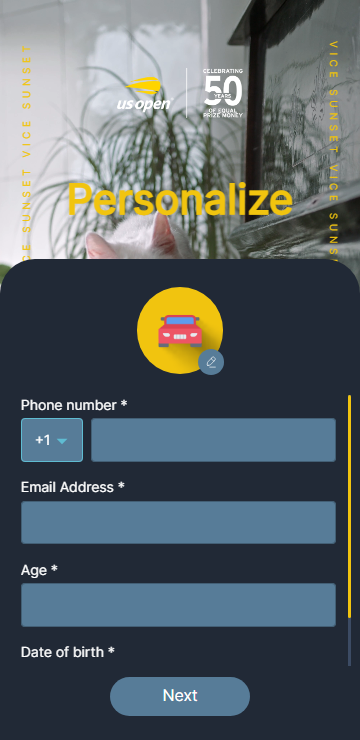 CELEBRATING
50
YEARS
OF EQUAL
PRIZE MONEY
us open
VICE SUNSET VICE SUNSET
VICE SUNSET VICE SUNS
Personalize
Phone number *
+1
Email Address *
Age *
Date of birth *
Next